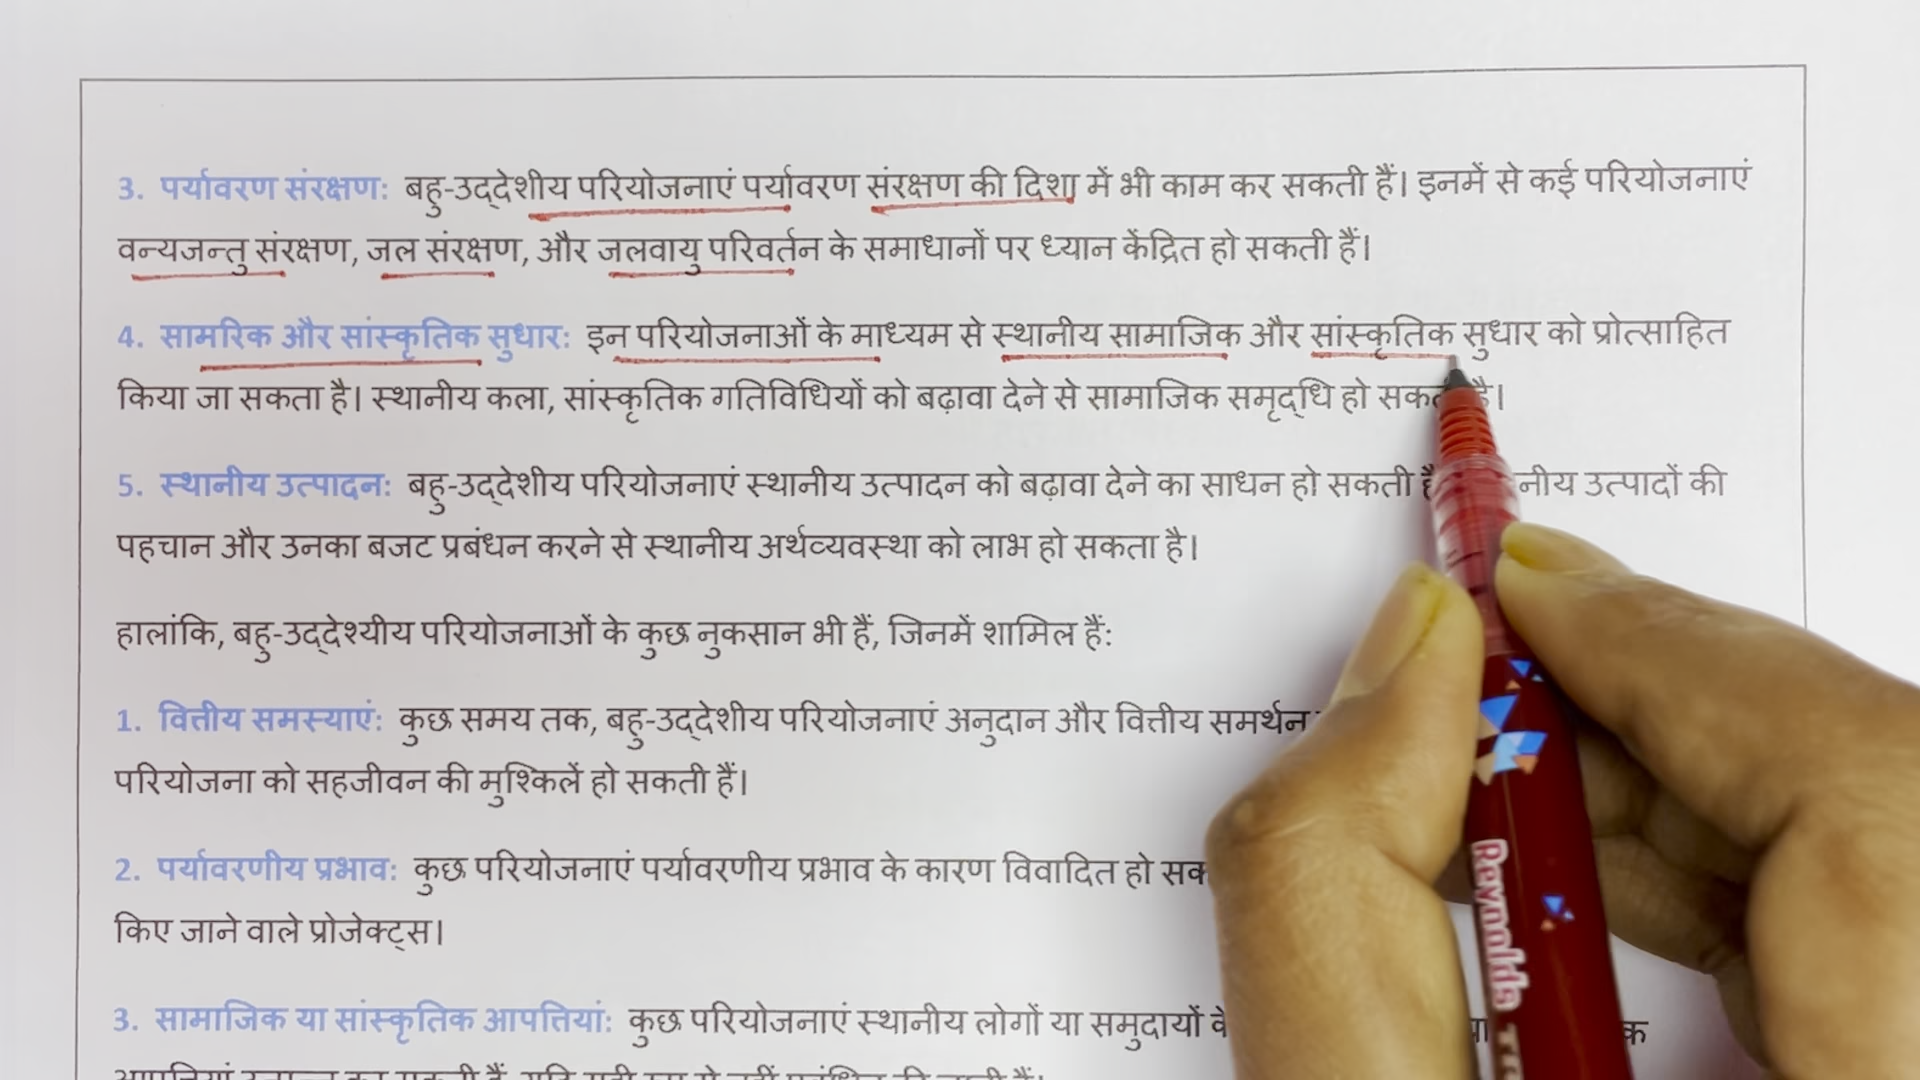 3. पर्यावरण संरक्षण: बहु-उद्देशीय परियोजनाएं पर्यावरण संरक्षण की दिशा में भी काम कर सकती हैं। इनमें से कई परियोजनाएं
वन्यजन्तु संरक्षण, जल संरक्षण, और जलवायु परिवर्तन के समाधानों पर ध्यान केंद्रित हो सकती हैं।
4. सामरिक और सांस्कृतिक सुधार: इन परियोजनाओं के माध्यम से स्थानीय सामाजिक और सांस्कृतिक सुधार को प्रोत्साहित
किया जा सकता है। स्थानीय कला, सांस्कृतिक गतिविधियों को बढ़ावा देने से सामाजिक समृद्धि हो है।
5. स्थानीय उत्पादन: बहु-उद्देशीय परियोजनाएं स्थानीय उत्पादन को बढ़ावा देने का साधन हो सकती उत्पादों की
पहचान और उनका बजट प्रबंधन करने से स्थानीय अर्थव्यवस्था को लाभ हो सकता है।
हालांकि, बहु-उद्देश्यीय परियोजनाओं के कुछ नुकसान भी हैं, जिनमें शामिल हैं:
1. वित्तीय समस्याएं: कुछ समय तक, बहु-उद्देशीय परियोजनाएं अनुदान और वित्तीय समर्थन
परियोजना को सहजीवन की मुश्किलें हो सकती हैं।
2. पर्यावरणीय प्रभाव: कुछ परियोजनाएं पर्यावरणीय प्रभाव के कारण विवादित हो
किए जाने वाले प्रोजेक्ट्स।
3. सामाजिक या सांस्कृतिक आपत्तियां: कुछ परियोजनाएं स्थानीय लोगों या समुदायों
Reynolds